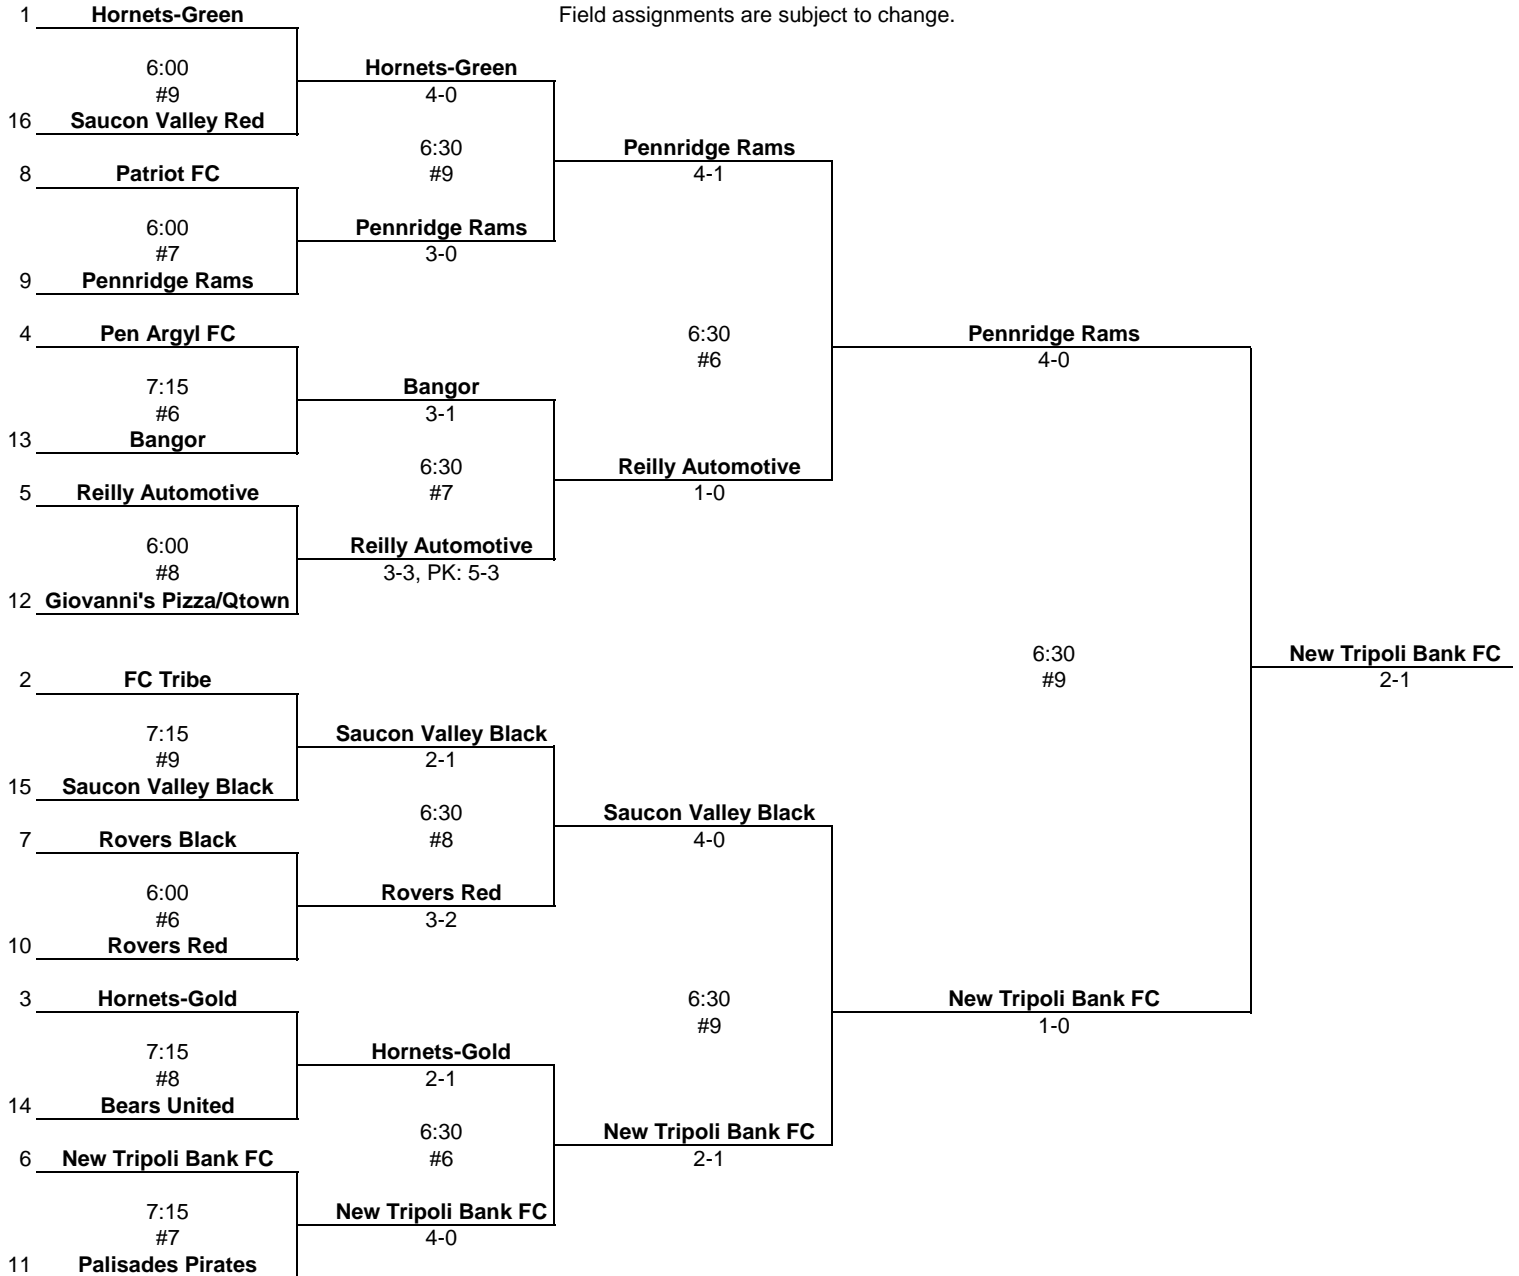 1 Hornets-Green Field assignments are subject to change.
6:00 Hornets-Green
#9 4-0
16 Saucon Valley Red
6:30 Pennridge Rams
8 Patriot FC #9 4-1
6:00 Pennridge Rams
#7 3-0
9 Pennridge Rams
4 Pen Argyl FC 6:30 Pennridge Rams
#6 4-0
7:15 Bangor
#6 3-1
13 Bangor
6:30 Reilly Automotive
5 Reilly Automotive #7 1-0
6:00 Reilly Automotive
#8 3-3, PK: 5-3
12 Giovanni's Pizza/Qtown
6:30 New Tripoli Bank FC
2 FC Tribe #9 2-1
7:15 Saucon Valley Black
#9 2-1
15 Saucon Valley Black
6:30 Saucon Valley Black
7 Rovers Black #8 4-0
6:00 Rovers Red
#6 3-2
10 Rovers Red
3 Hornets-Gold 6:30 New Tripoli Bank FC
#9 1-0
7:15 Hornets-Gold
#8 2-1
14 Bears United
6:30 New Tripoli Bank FC
6 New Tripoli Bank FC #6 2-1
7:15 New Tripoli Bank FC
#7 4-0
11 Palisades Pirates